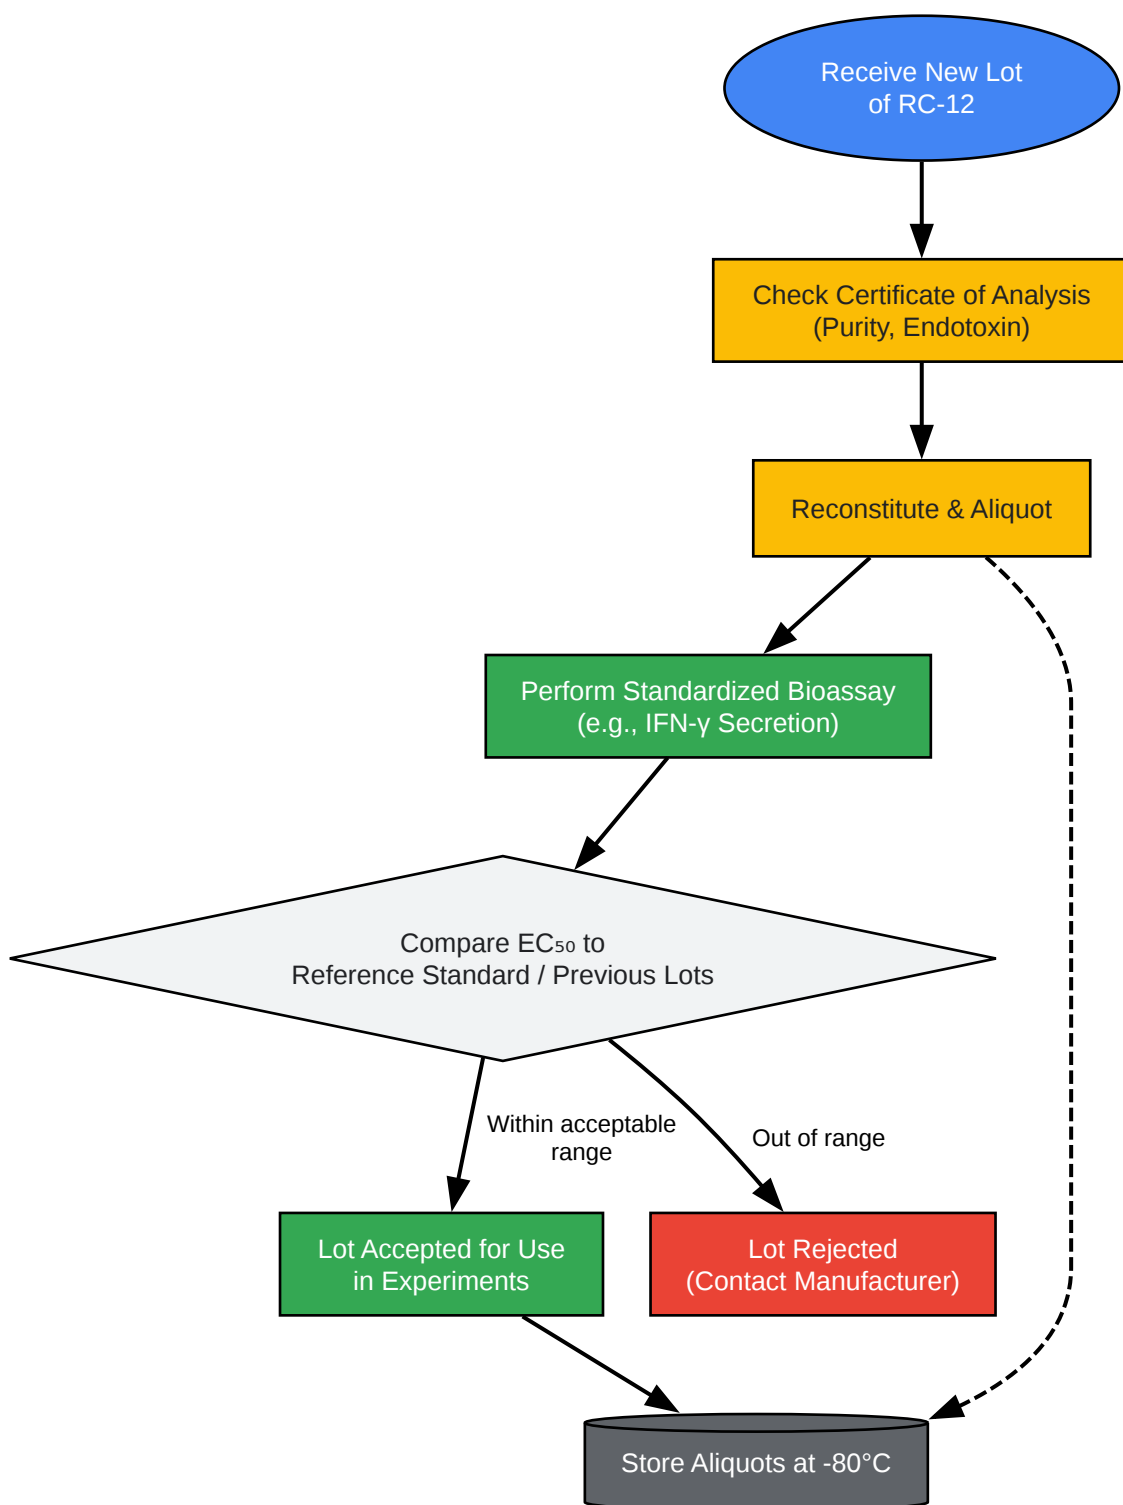 Receive New Lot
of RC-12
Check Certificate of Analysis
(Purity, Endotoxin)
Reconstitute & Aliquot
Perform Standardized Bioassay
(e.g., IFN-γ Secretion)
Compare EC₅₀ to
Reference Standard / Previous Lots
Within acceptable
range
Out of range
Lot Accepted for Use
in Experiments
Lot Rejected
(Contact Manufacturer)
Store Aliquots at -80°C